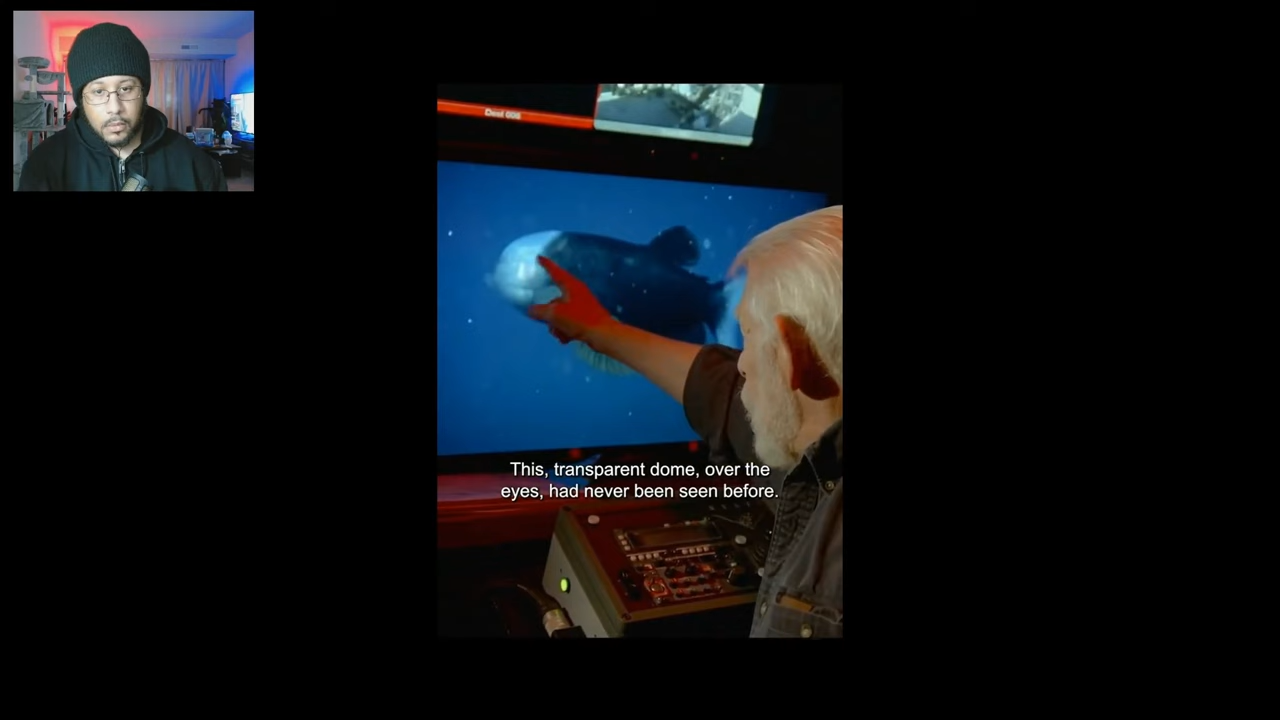 This, transparent dome, over the
eyes, had never been seen before.